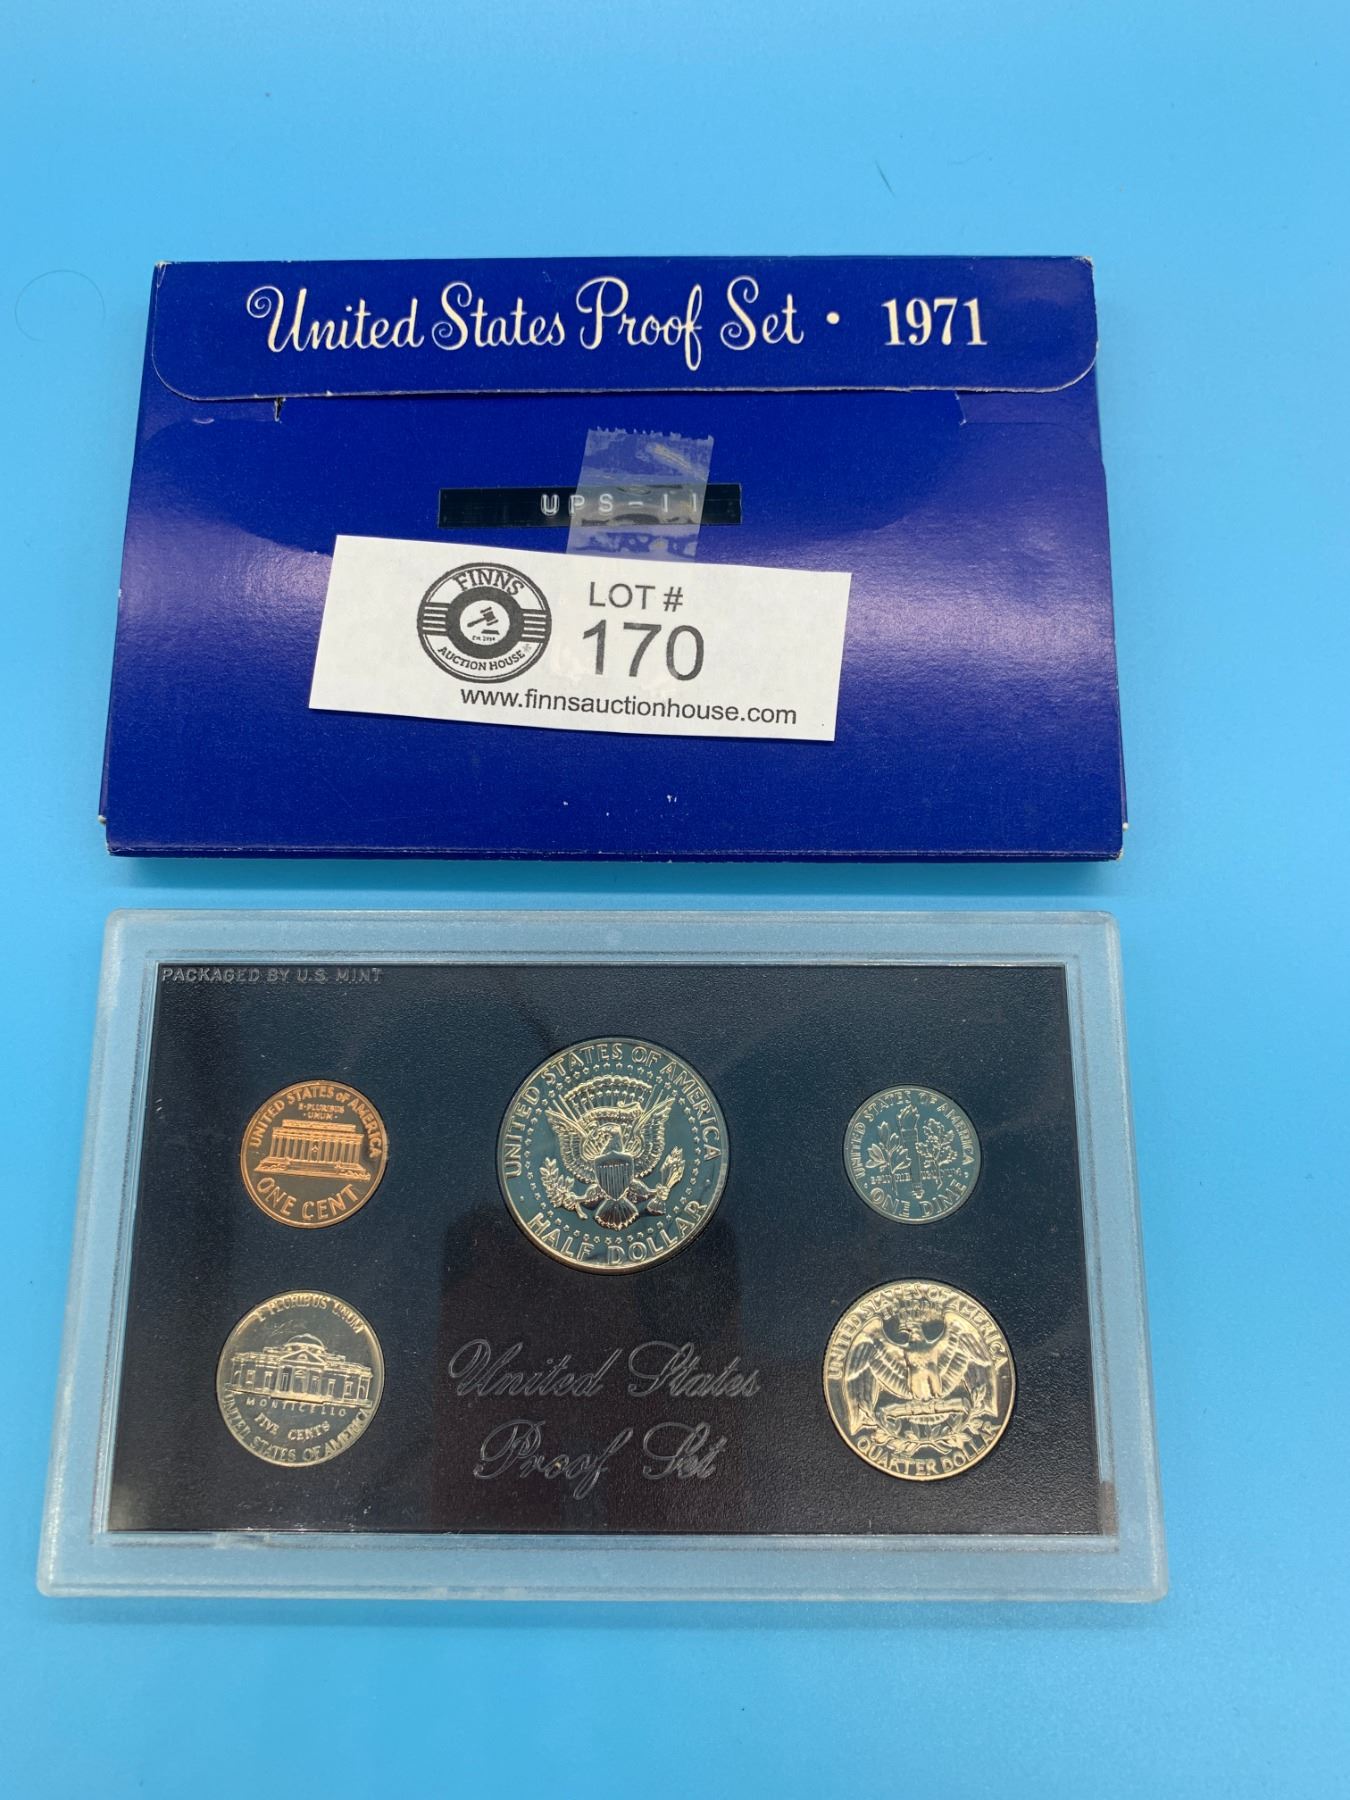 United States Proof Set • 1971
UPS-11
FINNS
EST. 2014
AUCTION HOUSE
LOT #
170
www.finnsauctionhouse.com
PACKAGED BY U.S. MINT
UNITED STATES OF AMERICA
E·PLURIBUS
·UNUM·
ONE CENT
UNITED STATES OF AMERICA
HALF DOLLAR
UNITED STATES OF AMERICA
ONE DIME
E PLURIBUS UNUM
MONTICELLO
FIVE CENTS
UNITED STATES OF AMERICA
UNITED STATES OF AMERICA
QUARTER DOLLAR
United States
Proof Set